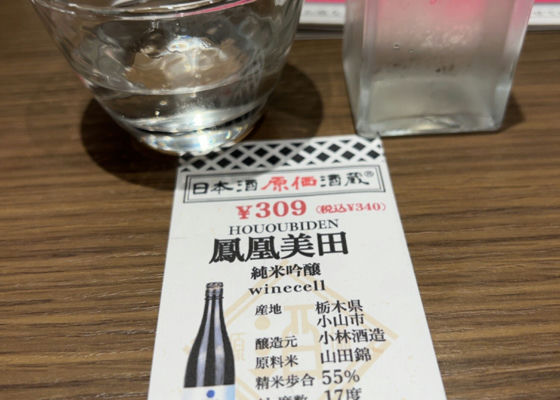 日本酒原価酒蔵®
¥309(税込¥340)
HOUOUBIDEN
鳳凰美田
純米吟醸
winecell
産地 栃木県
小山市
醸造元 小林酒造
原料米 山田錦
精米歩合 55%
17度